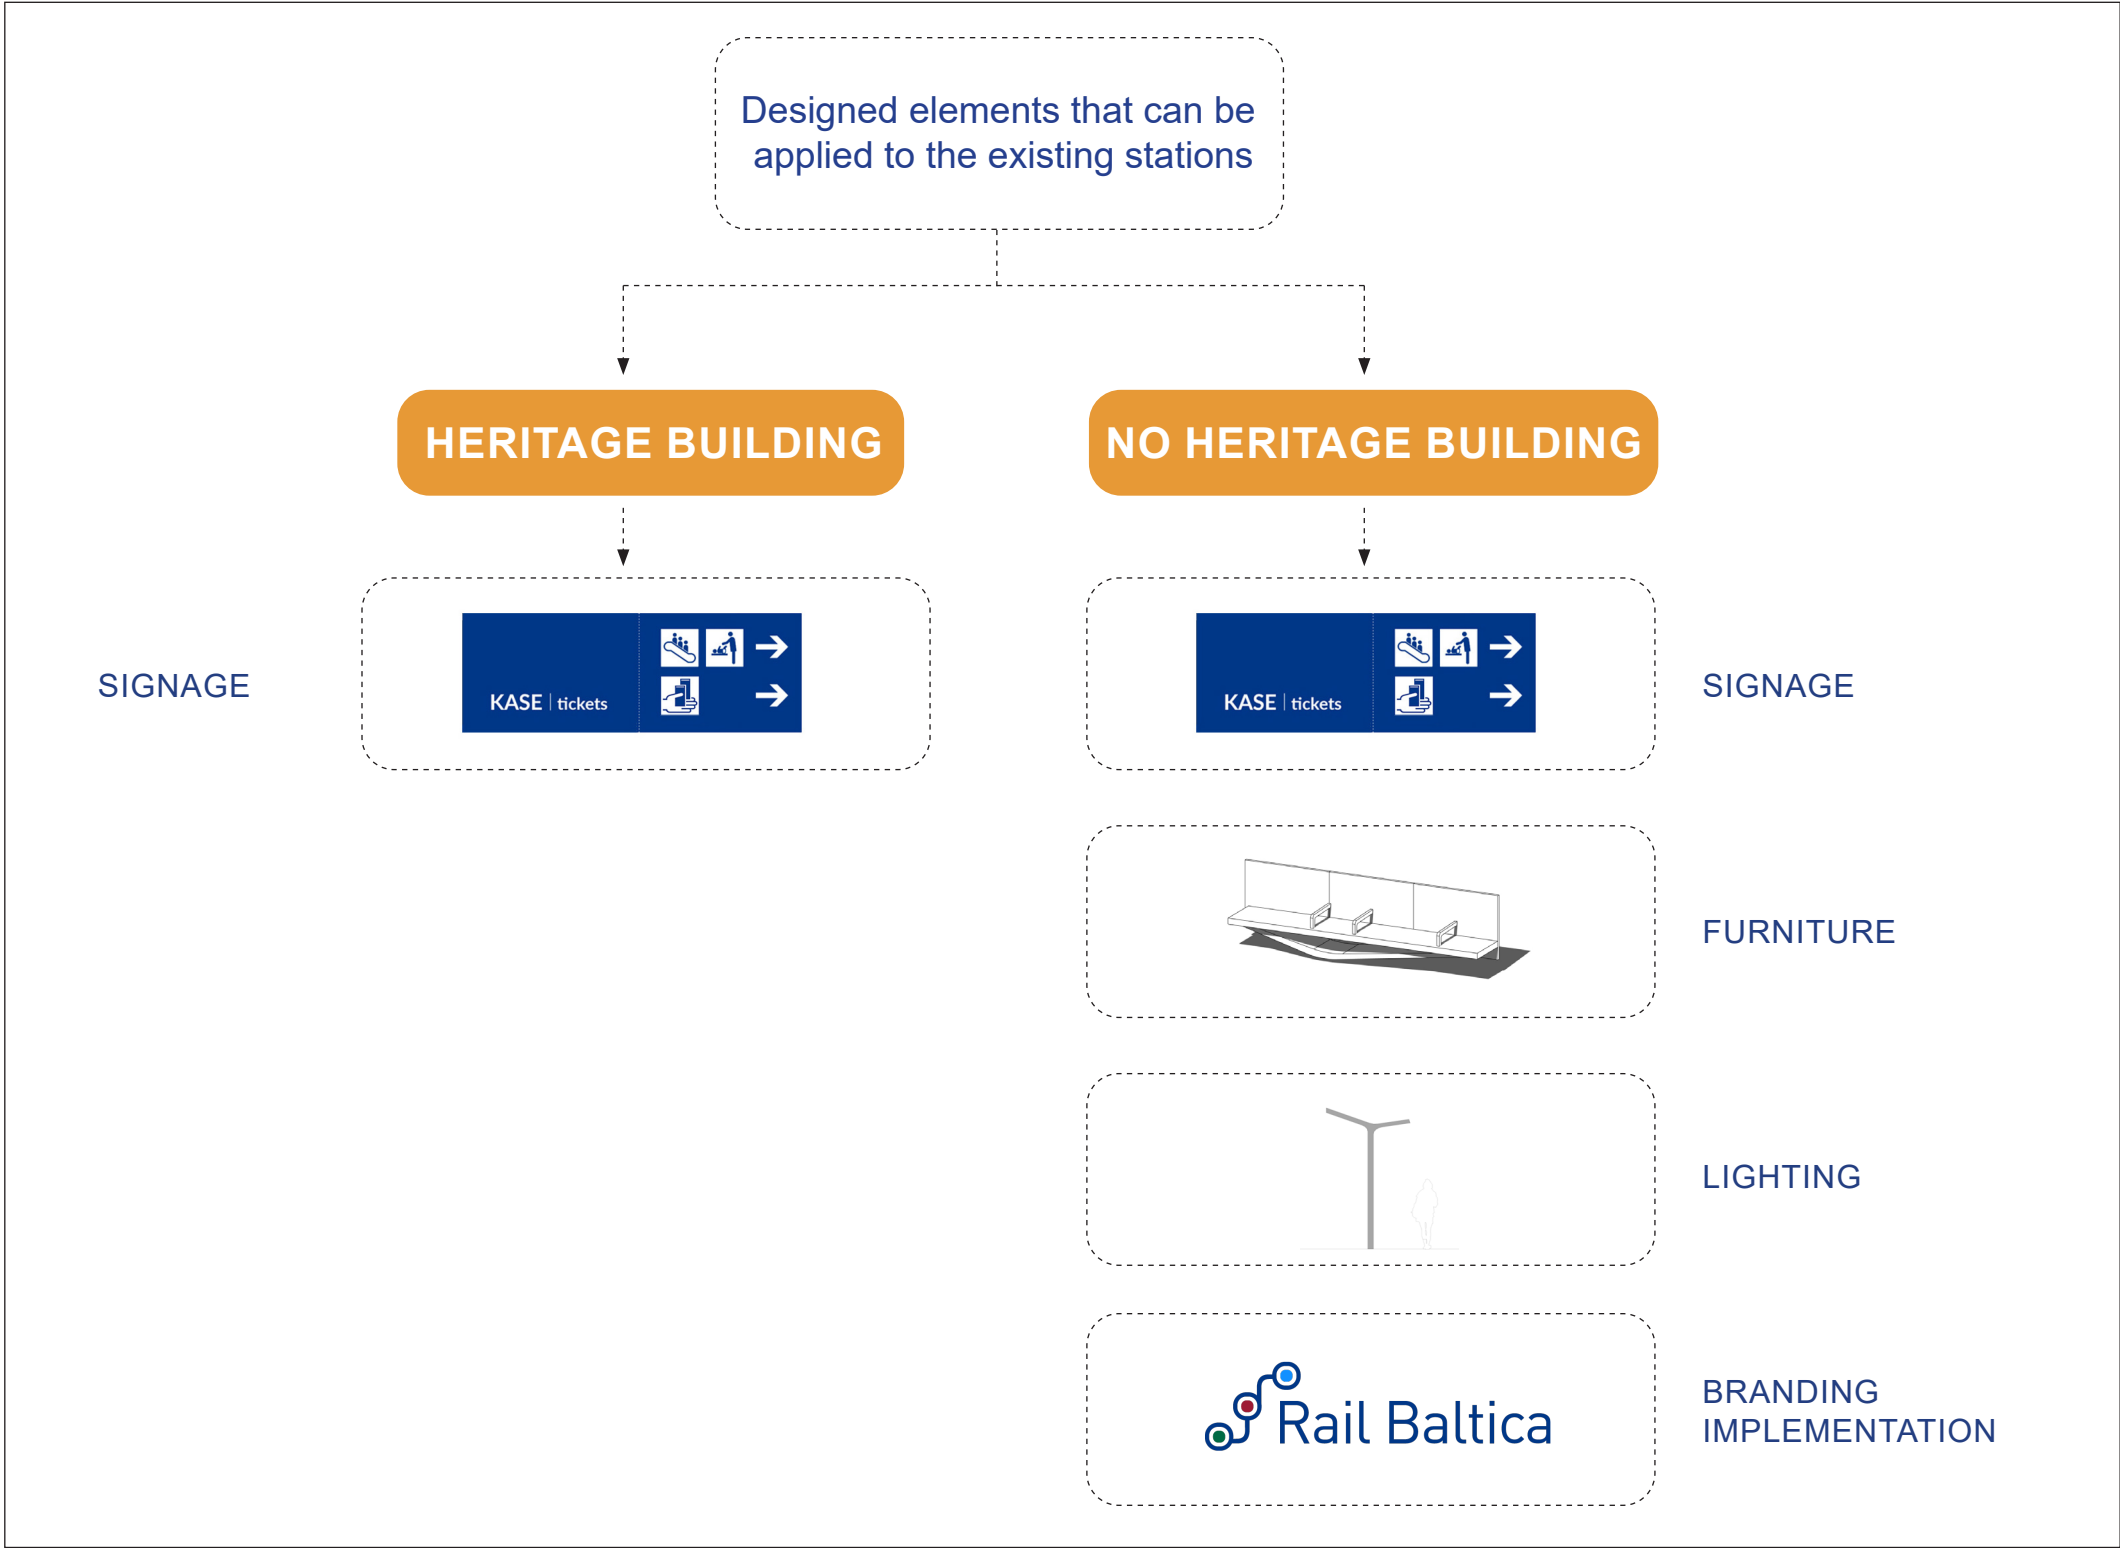 Designed elements that can be
applied to the existing stations
HERITAGE BUILDING
NO HERITAGE BUILDING
SIGNAGE
KASE | tickets
KASE | tickets
SIGNAGE
FURNITURE
LIGHTING
Rail Baltica
BRANDING
IMPLEMENTATION